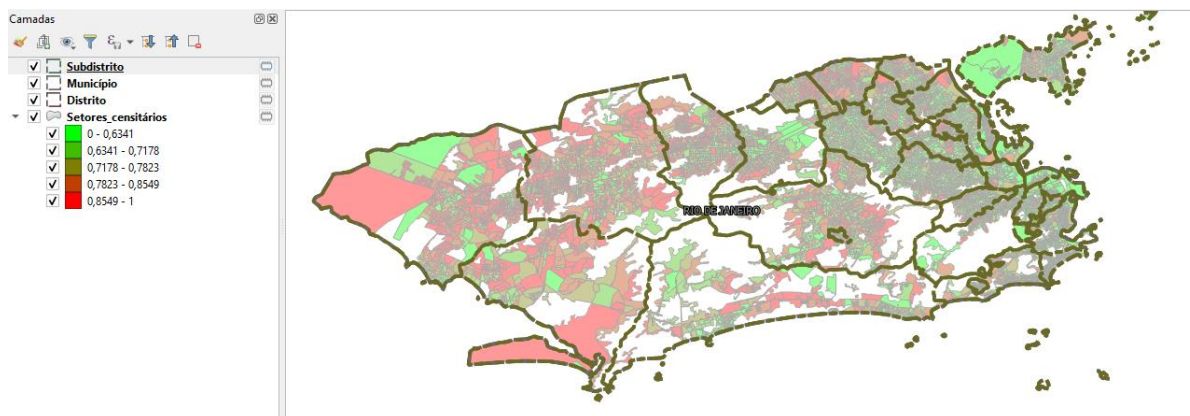 Camadas
Subdistrito
Município
Distrito
Setores_censitários
0 - 0,6341
0,6341 - 0,7178
0,7178 - 0,7823
0,7823 - 0,8549
0,8549 - 1
RIO DE JANEIRO